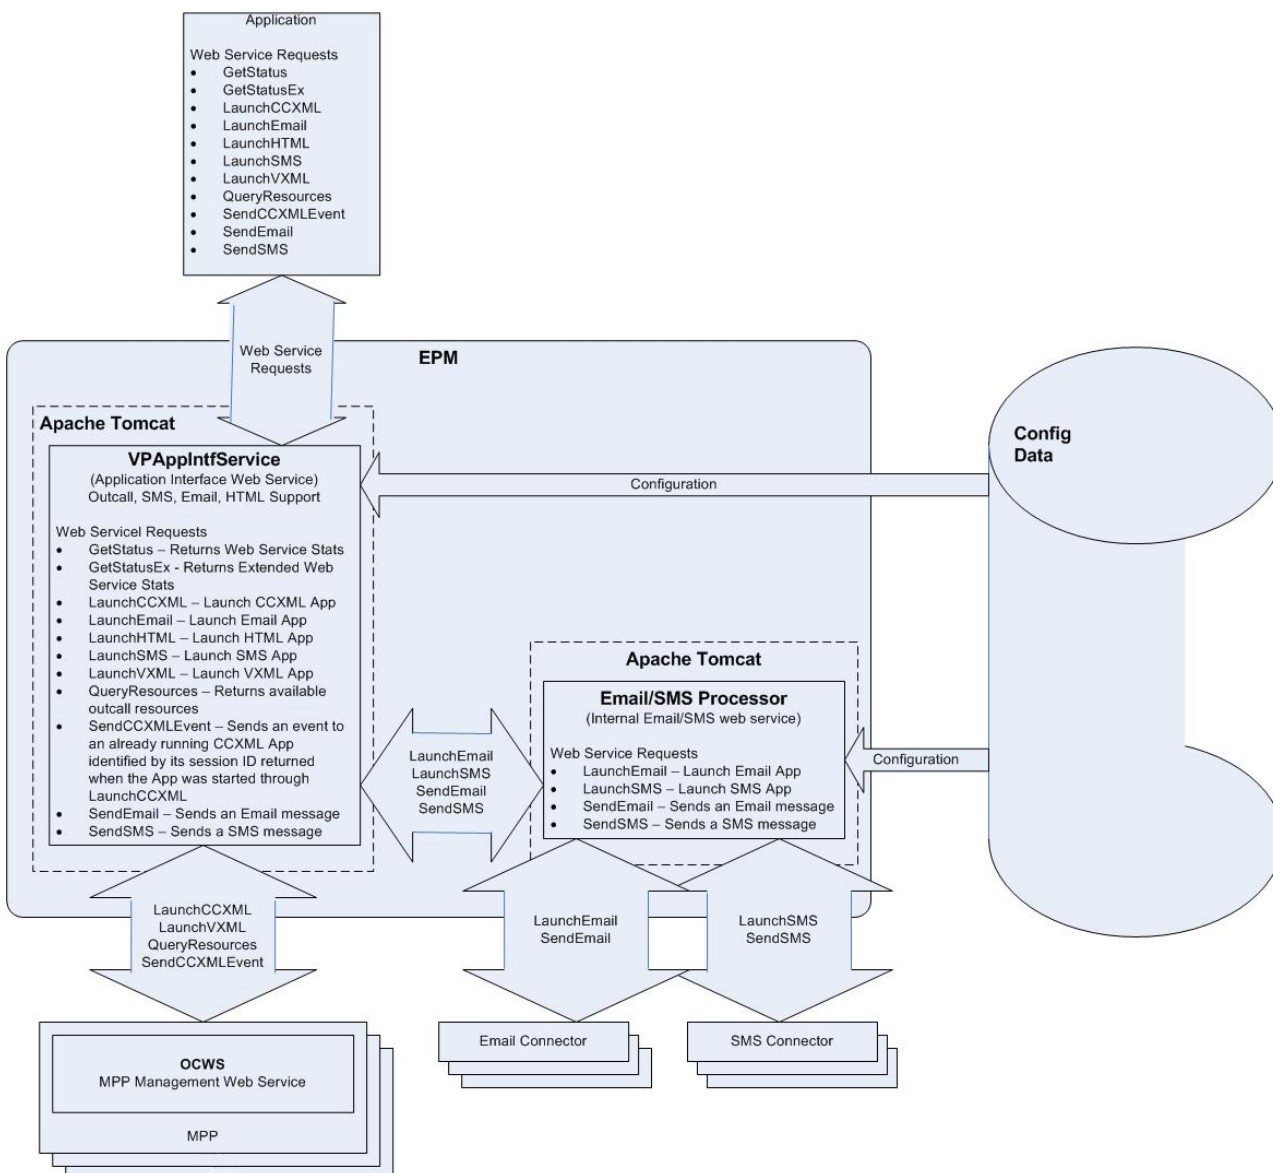 Application
Web Service Requests
• GetStatus
• GetStatusEx
• LaunchCCXML
• LaunchEmail
• LaunchHTML
• LaunchSMS
• LaunchVXML
• QueryResources
• SendCCXMLEvent
• SendEmail
• SendSMS
Web Service
Requests
EPM
Apache Tomcat
VPAppIntfService
(Application Interface Web Service)
Outcall, SMS, Email, HTML Support
Web Servicel Requests
• GetStatus – Returns Web Service Stats
• GetStatusEx - Returns Extended Web
Service Stats
• LaunchCCXML – Launch CCXML App
• LaunchEmail – Launch Email App
• LaunchHTML – Launch HTML App
• LaunchSMS – Launch SMS App
• LaunchVXML – Launch VXML App
• QueryResources – Returns available
outcall resources
• SendCCXMLEvent – Sends an event to
an already running CCXML App
identified by its session ID returned
when the App was started through
LaunchCCXML
• SendEmail – Sends an Email message
• SendSMS – Sends a SMS message
Configuration
Config
Data
LaunchEmail
LaunchSMS
SendEmail
SendSMS
Apache Tomcat
Email/SMS Processor
(Internal Email/SMS web service)
Web Service Requests
• LaunchEmail – Launch Email App
• LaunchSMS – Launch SMS App
• SendEmail – Sends an Email message
• SendSMS – Sends a SMS message
Configuration
LaunchCCXML
LaunchVXML
QueryResources
SendCCXMLEvent
LaunchEmail
SendEmail
LaunchSMS
SendSMS
OCWS
MPP Management Web Service
MPP
Email Connector
SMS Connector